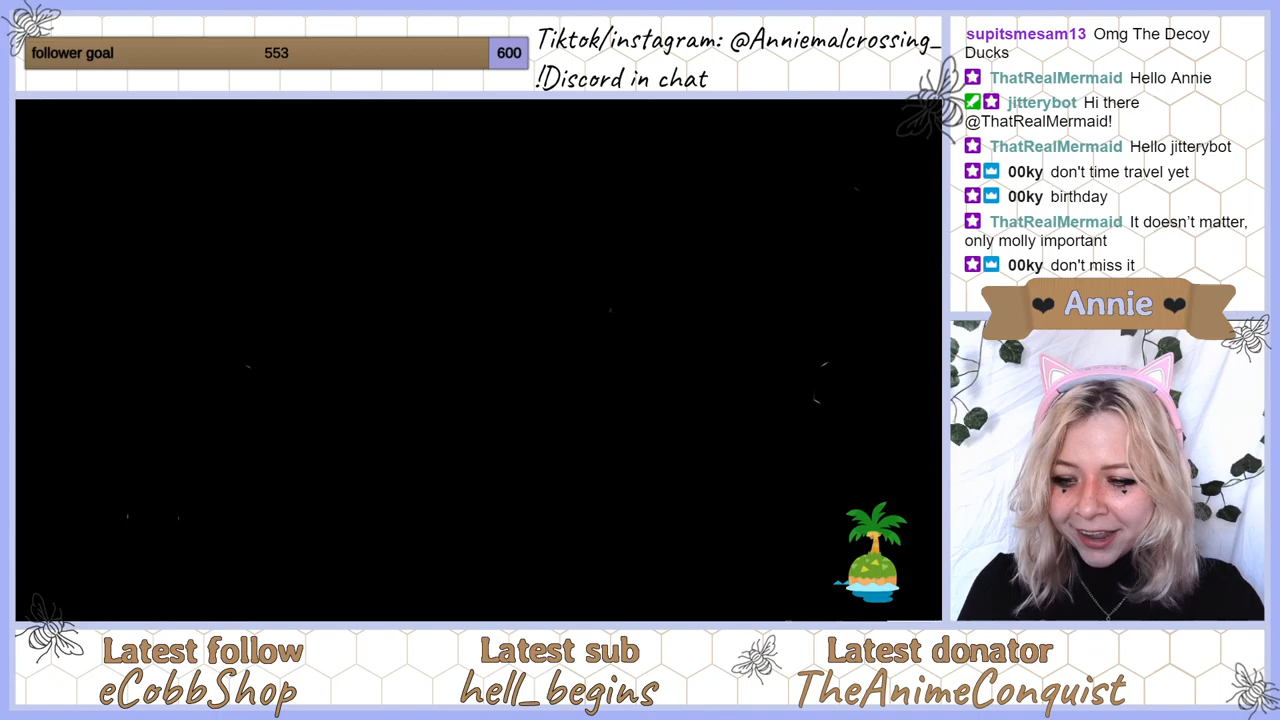 follower goal 553 600
Tiktok/instagram: @Anniemalcrossing_
!Discord in chat
supitsmesam13 Omg The Decoy
Ducks
ThatRealMermaid Hello Annie
jitterybot Hi there
@ThatRealMermaid!
ThatRealMermaid Hello jitterybot
00ky don't time travel yet
00ky birthday
ThatRealMermaid It doesn’t matter,
only molly important
00ky don't miss it
Annie
Latest follow
eCobbShop
Latest sub
hell_begins
Latest donator
TheAnimeConquist